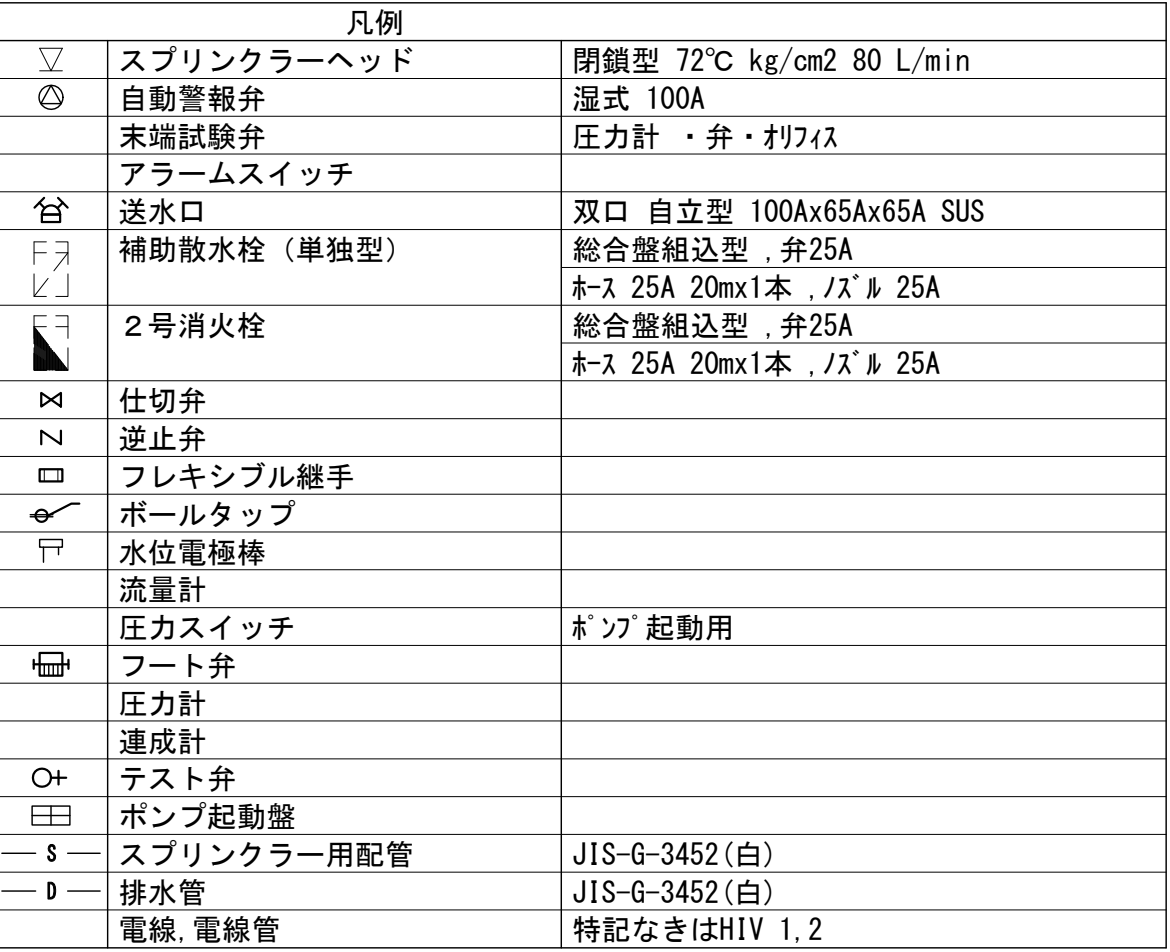 凡例
スプリンクラーヘッド 閉鎖型 72℃ kg/cm2 80 L/min
自動警報弁 湿式 100A
末端試験弁 圧力計 ・弁・ｵﾘﾌｨｽ
アラームスイッチ
送水口 双口 自立型 100Ax65Ax65A SUS
補助散水栓（単独型） 総合盤組込型 ,弁25A
ﾎｰｽ 25A 20mx1本 ,ﾉｽﾞﾙ 25A
２号消火栓 総合盤組込型 ,弁25A
ﾎｰｽ 25A 20mx1本 ,ﾉｽﾞﾙ 25A
仕切弁
逆止弁
フレキシブル継手
ボールタップ
水位電極棒
流量計
圧力スイッチ ﾎﾟﾝﾌﾟ起動用
フート弁
圧力計
連成計
テスト弁
ポンプ起動盤
S スプリンクラー用配管 JIS-G-3452(白)
D 排水管 JIS-G-3452(白)
電線,電線管 特記なきはHIV 1,2